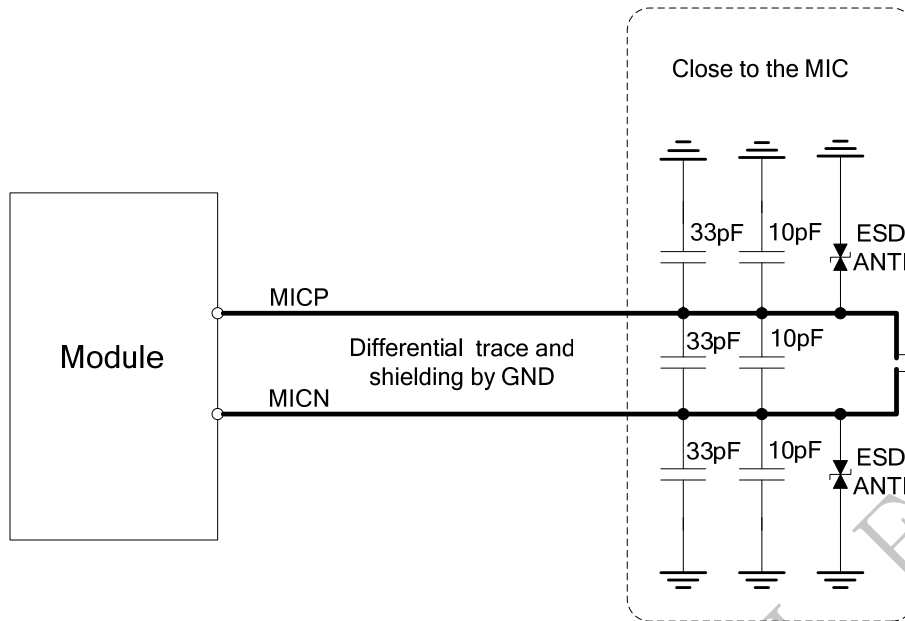 Close to the MIC
33pF
10pF
ESD
MICP
Module
Differential trace and
shielding by GND
33pF
10pF
MICN
33pF
10pF
ESD